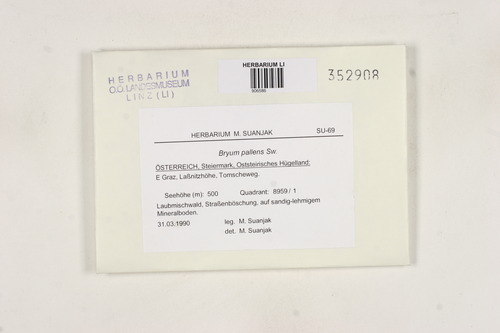 HERBARIUM
O.Ö. LANDESMUSEUM
LINZ (LI)
HERBARIUM LI
352908
HERBARIUM M. SUANJAK
SU-69
Bryum pallens Sw.
ÖSTERREICH, Steiermark, Oststeirisches Hügelland;
E Graz, Laßnitzhöhe, Tomscheweg.
Seehöhe (m): 500 Quadrant: 8959 / 1
Laubmischwald, Straßenböschung, auf sandig-lehmigem
Mineralboden.
31.03.1990 leg. M. Suanjak
det. M. Suanjak